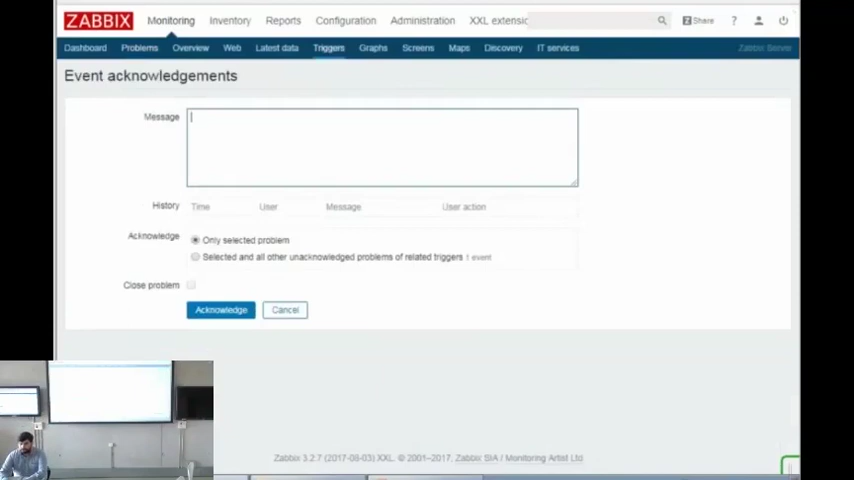 ZABBIX Monitoring Inventory Reports Configuration Administration XXL extensio Z Share ?
Dashboard Problems Overview Web Latest data Triggers Graphs Screens Maps Discovery IT services Zabbix Server
Event acknowledgements
Message
History Time User Message User action
Acknowledge Only selected problem
Selected and all other unacknowledged problems of related triggers 1 event
Close problem
Acknowledge Cancel
Zabbix 3.2.7 (2017-08-03) XXL. © 2001–2017, Zabbix SIA / Monitoring Artist Ltd